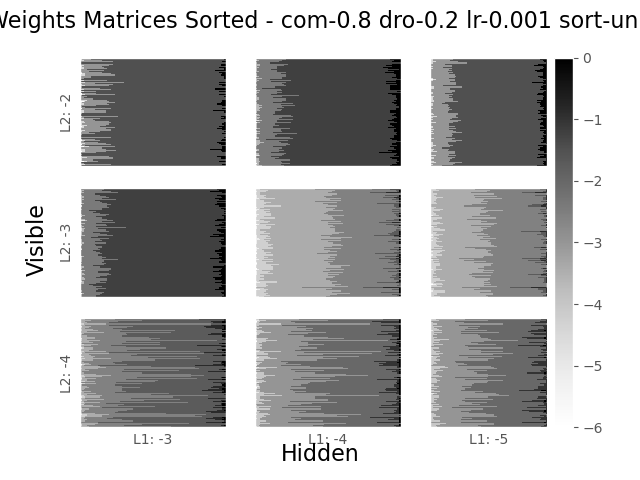 Weights Matrices Sorted - com-0.8 dro-0.2 lr-0.001 sort-un
0
−1
−2
−3
−4
−5
−6
Visible
L2: -2
L2: -3
L2: -4
L1: -3
L1: -4
L1: -5
Hidden